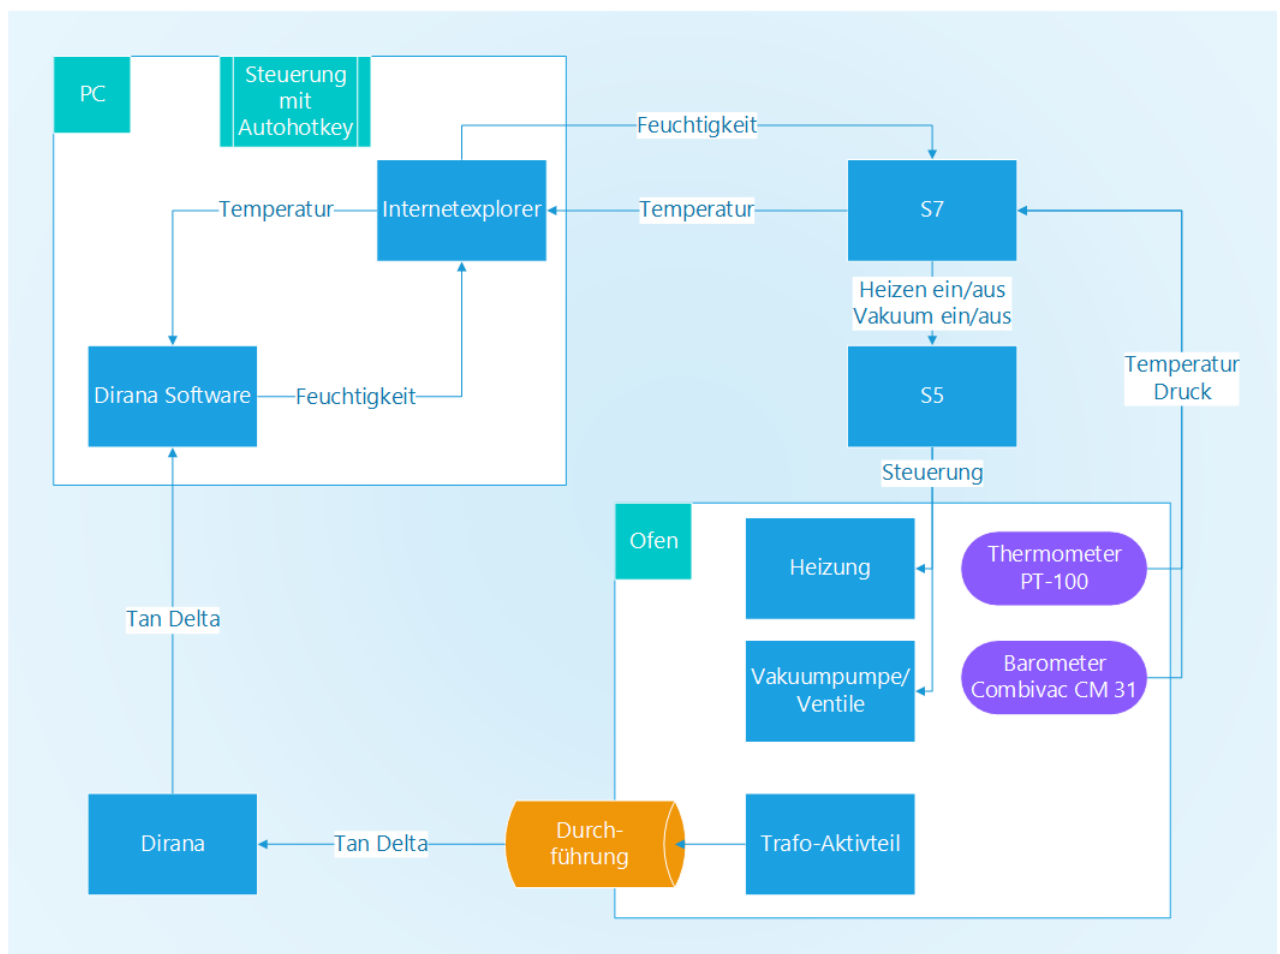 PC
Steuerung
mit
Autohotkey
Feuchtigkeit
Temperatur
Internetexplorer
Temperatur
S7
Heizen ein/aus
Vakuum ein/aus
Temperatur
Druck
Dirana Software
Feuchtigkeit
S5
Steuerung
Ofen
Heizung
Thermometer
PT-100
Tan Delta
Vakuumpumpe/
Ventile
Barometer
Combivac CM 31
Dirana
Tan Delta
Durch-
führung
Trafo-Aktivteil